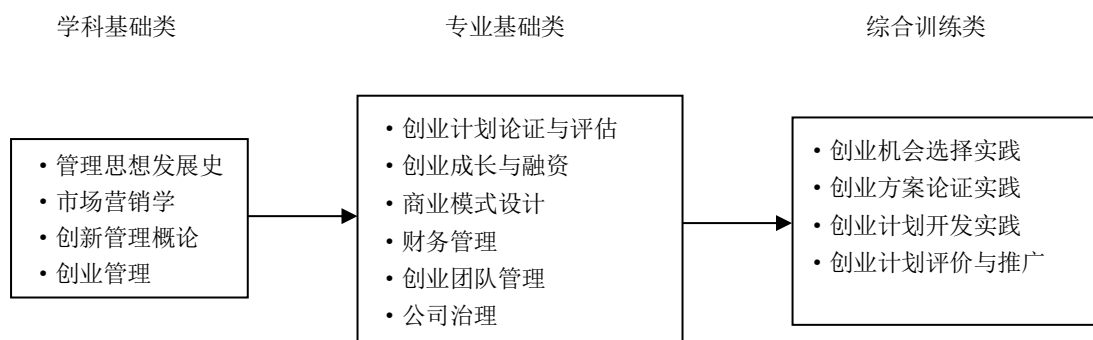 学科基础类
专业基础类
综合训练类
·管理思想发展史
·市场营销学
·创新管理概论
·创业管理
·创业计划论证与评估
·创业成长与融资
·商业模式设计
·财务管理
·创业团队管理
·公司治理
·创业机会选择实践
·创业方案论证实践
·创业计划开发实践
·创业计划评价与推广